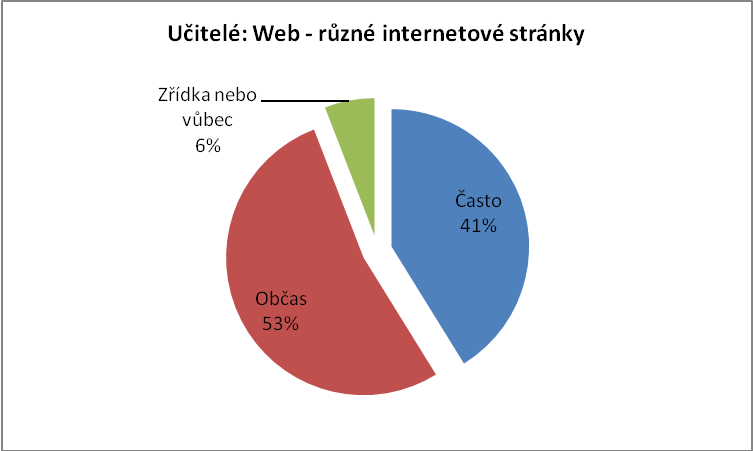 Učitelé: Web - různé internetové stránky
Zřídka nebo
vůbec
6%
Často
41%
Občas
53%